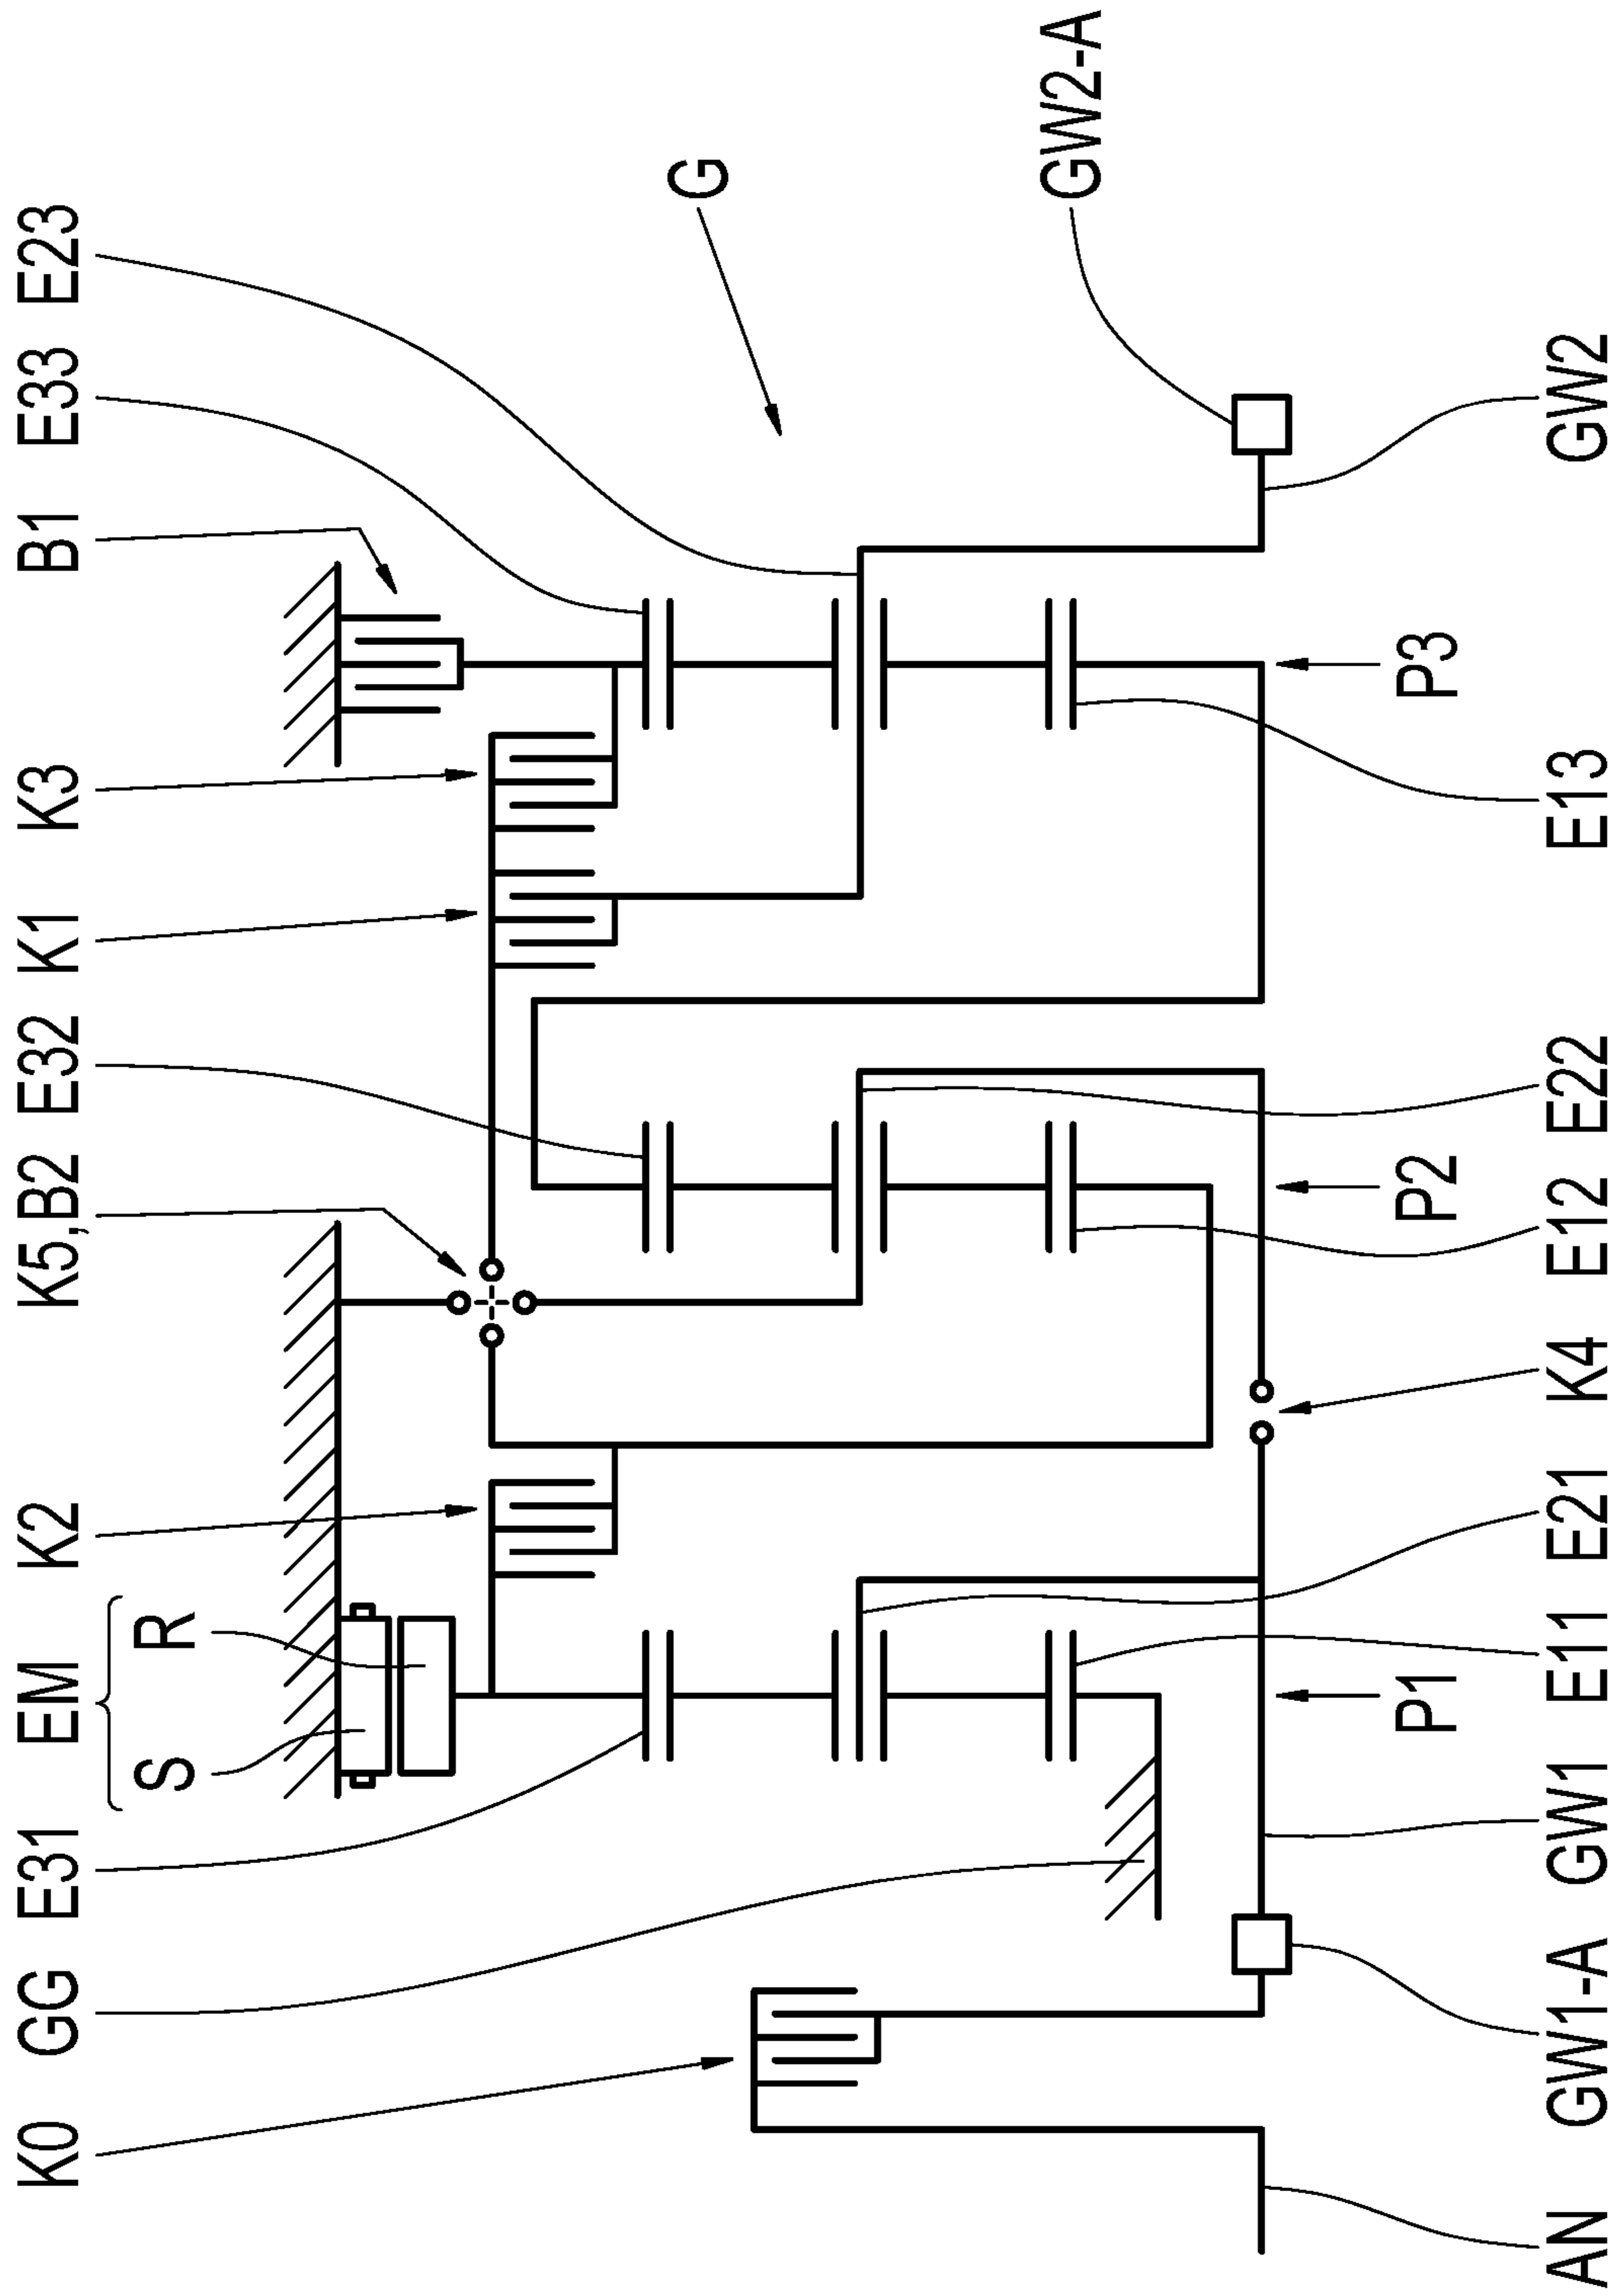 K0 GG E31 EM K2 K5,B2 E32 K1 K3 B1 E33 E23
S R
G
GW2-A
P1 P2 P3
AN GW1-A GW1 E11 E21 K4 E12 E22 E13 GW2